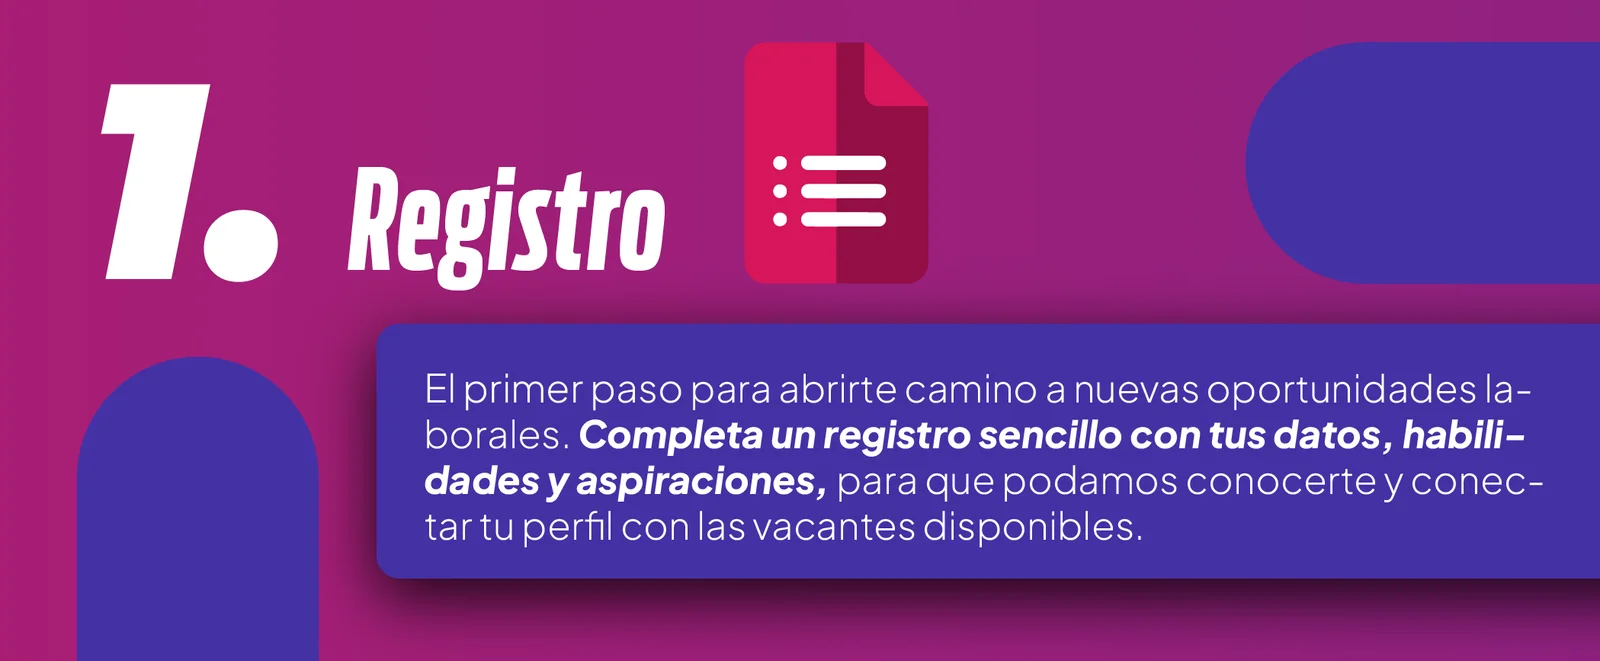 1. Registro
El primer paso para abrirte camino a nuevas oportunidades la-
borales. Completa un registro sencillo con tus datos, habili-
dades y aspiraciones, para que podamos conocerte y conec-
tar tu perfil con las vacantes disponibles.